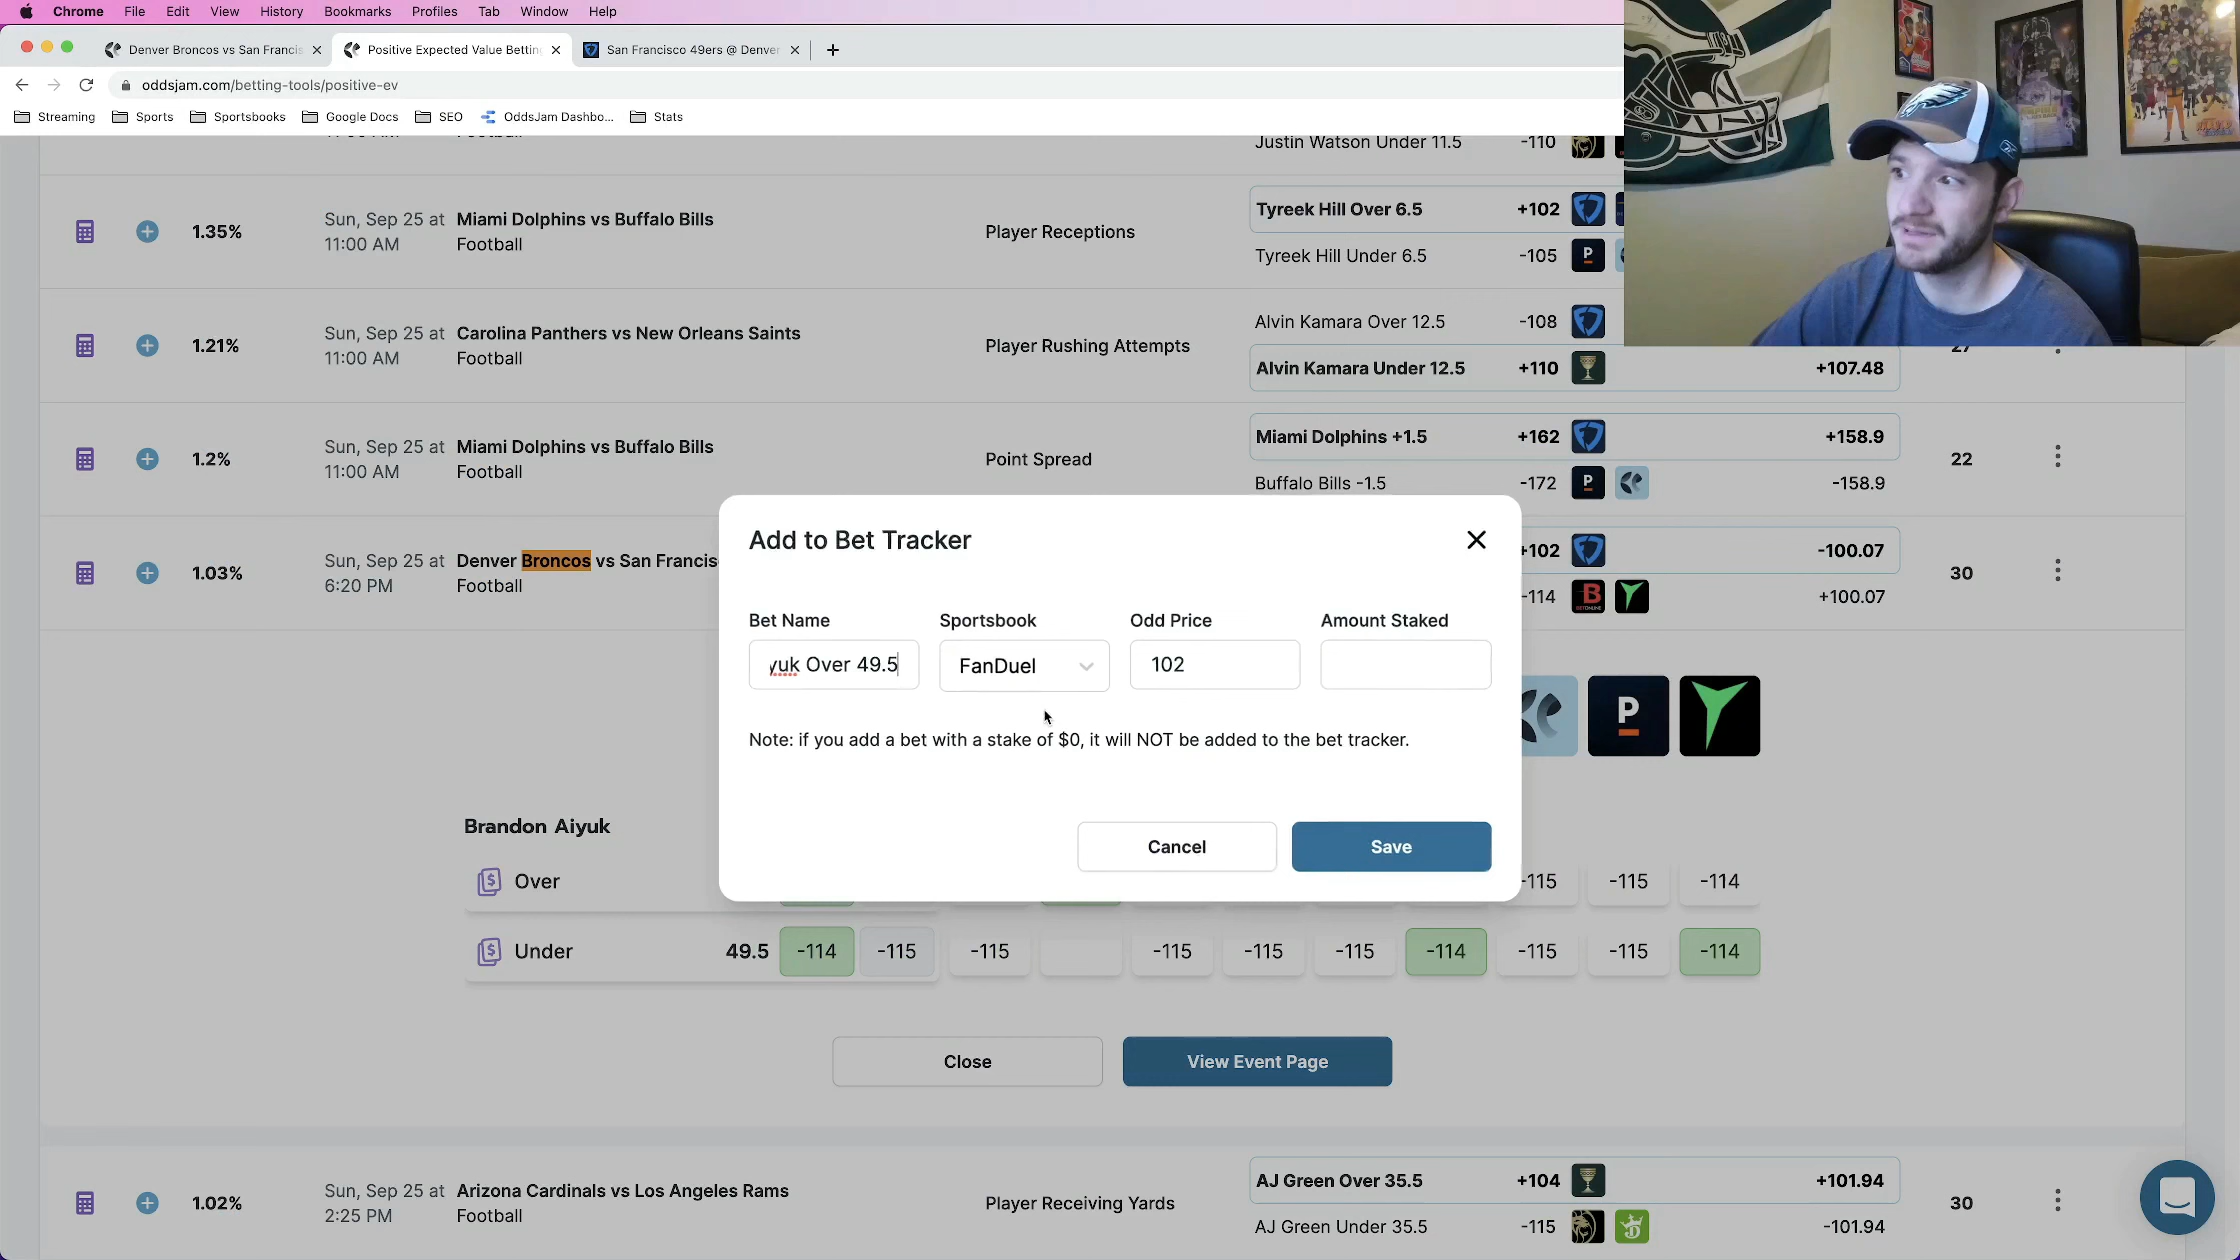 Chrome File Edit View History Bookmarks Profiles Tab Window Help
Denver Broncos vs San Francis
Positive Expected Value Betting
San Francisco 49ers @ Denver
oddsjam.com/betting-tools/positive-ev
Streaming Sports Sportsbooks Google Docs SEO OddsJam Dashbo... Stats
Justin Watson Under 11.5 -110
1.35% Sun, Sep 25 at Miami Dolphins vs Buffalo Bills Player Receptions Tyreek Hill Over 6.5 +102
11:00 AM Football Tyreek Hill Under 6.5 -105
1.21% Sun, Sep 25 at Carolina Panthers vs New Orleans Saints Player Rushing Attempts Alvin Kamara Over 12.5 -108
11:00 AM Football Alvin Kamara Under 12.5 +110 +107.48
1.2% Sun, Sep 25 at Miami Dolphins vs Buffalo Bills Point Spread Miami Dolphins +1.5 +162 +158.9 22
11:00 AM Football Buffalo Bills -1.5 -172 -158.9
1.03% Sun, Sep 25 at Denver Broncos vs San Francis +102 -100.07 30
6:20 PM Football -114 +100.07
Add to Bet Tracker
Bet Name Sportsbook Odd Price Amount Staked
yuk Over 49.5 FanDuel 102
Note: if you add a bet with a stake of $0, it will NOT be added to the bet tracker.
Cancel Save
Brandon Aiyuk
Over -115 -115 -114
Under 49.5 -114 -115 -115 -115 -115 -115 -114 -115 -115 -114
Close View Event Page
1.02% Sun, Sep 25 at Arizona Cardinals vs Los Angeles Rams Player Receiving Yards AJ Green Over 35.5 +104 +101.94 30
2:25 PM Football AJ Green Under 35.5 -115 -101.94